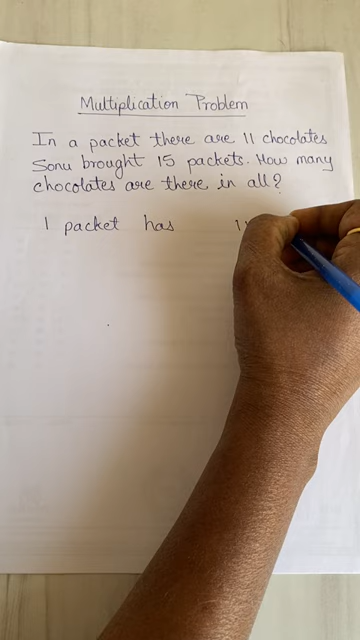 Multiplication Problem
In a packet there are 11 chocolates
Sonu brought 15 packets. How many
chocolates are there in all?
1 packet has